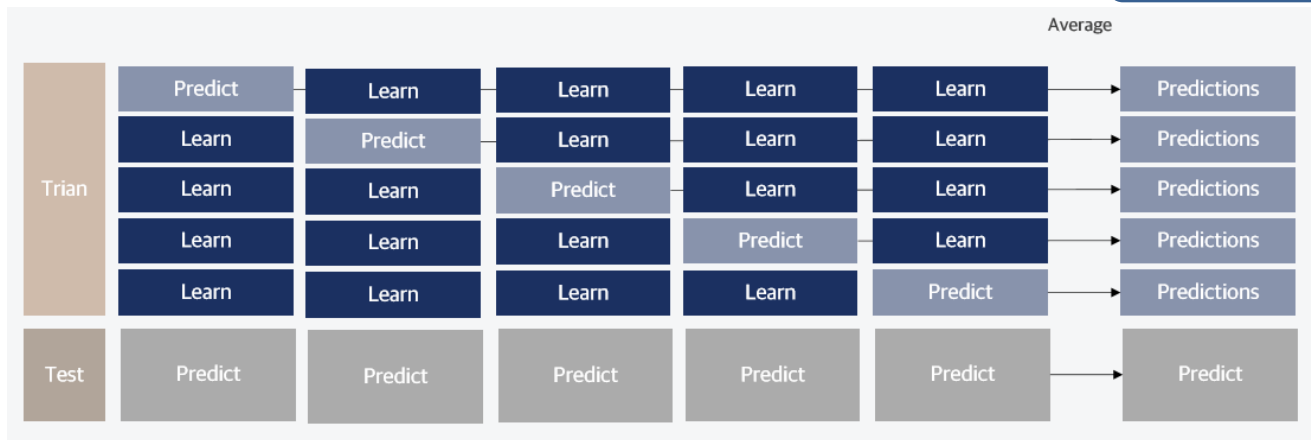 Average
Predict Learn Learn Learn Learn Predictions
Learn Predict Learn Learn Learn Predictions
Trian Learn Learn Predict Learn Learn Predictions
Learn Learn Learn Predict Learn Predictions
Learn Learn Learn Learn Predict Predictions
Test Predict Predict Predict Predict Predict Predict